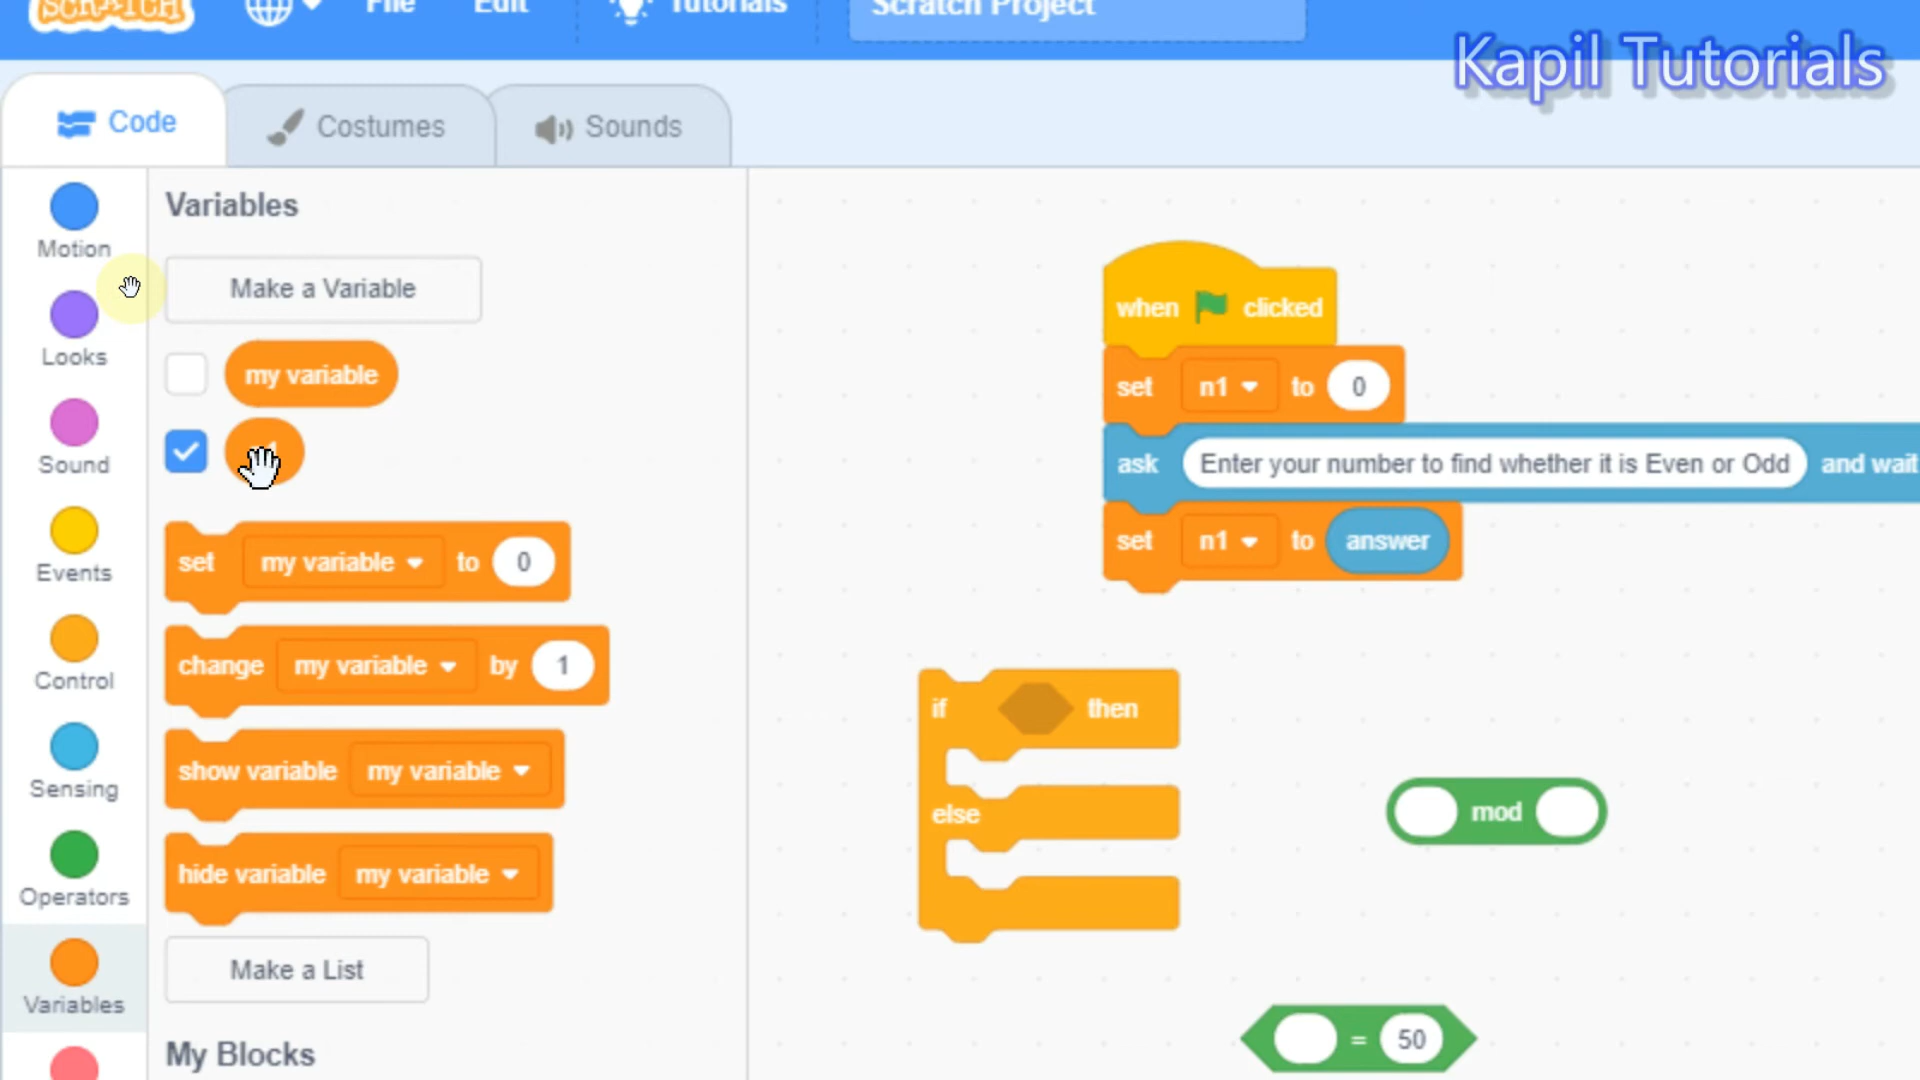 SCRATCH File Edit Tutorials Scratch Project
Kapil Tutorials
Code Costumes Sounds
Motion
Looks
Sound
Events
Control
Sensing
Operators
Variables
Variables
Make a Variable
my variable
set my variable to 0
change my variable by 1
show variable my variable
hide variable my variable
Make a List
My Blocks
when clicked
set n1 to 0
ask Enter your number to find whether it is Even or Odd and wait
set n1 to answer
if then
else
mod
= 50